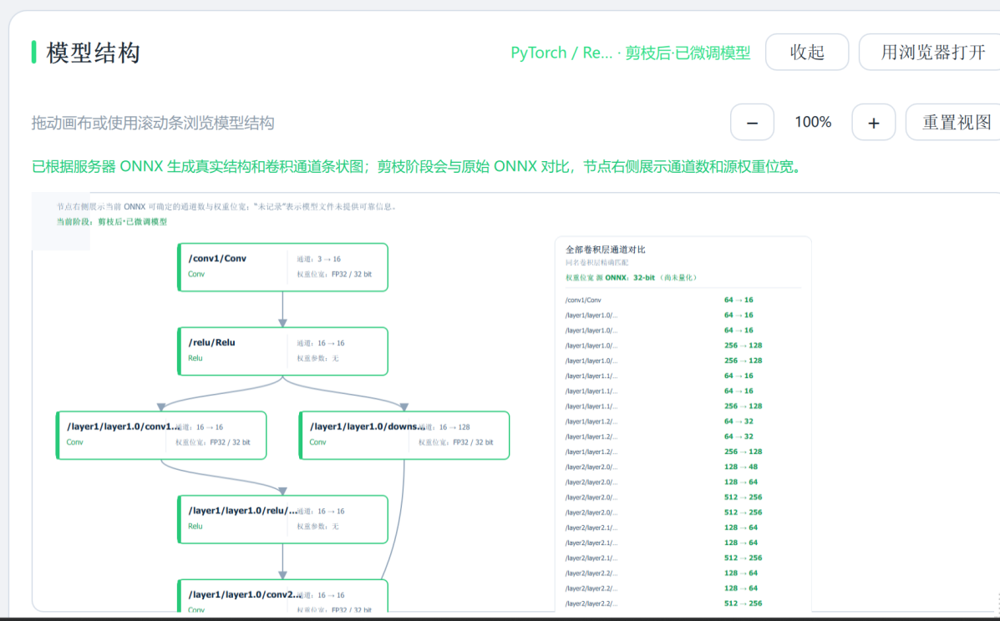 模型结构
PyTorch / Re... · 剪枝后·已微调模型
收起
用浏览器打开
拖动画布或使用滚动条浏览模型结构
−
100%
+
重置视图
已根据服务器 ONNX 生成真实结构和卷积通道条状图；剪枝阶段会与原始 ONNX 对比，节点右侧展示通道数和源权重位宽。
节点右侧展示当前 ONNX 可确定的通道数与权重位宽；“未记录”表示模型文件未提供可靠信息。
当前阶段：剪枝后·已微调模型
/conv1/Conv
通道：3 → 16
Conv
权重位宽：FP32 / 32 bit
/relu/Relu
通道：16 → 16
Relu
权重参数：无
/layer1/layer1.0/conv1...
通道：16 → 16
Conv
权重位宽：FP32 / 32 bit
/layer1/layer1.0/downs...
通道：16 → 128
Conv
权重位宽：FP32 / 32 bit
/layer1/layer1.0/relu/...
通道：16 → 16
Relu
权重参数：无
/layer1/layer1.0/conv2...
通道：16 → 16
Conv
权重位宽：FP32 / 32 bit
全部卷积层通道对比
同名卷积层精确匹配
权重位宽 源 ONNX：32-bit （尚未量化）
/conv1/Conv 64 → 16
/layer1/layer1.0/... 64 → 16
/layer1/layer1.0/... 64 → 16
/layer1/layer1.0/... 256 → 128
/layer1/layer1.0/... 256 → 128
/layer1/layer1.1/... 64 → 16
/layer1/layer1.1/... 64 → 16
/layer1/layer1.1/... 256 → 128
/layer1/layer1.2/... 64 → 32
/layer1/layer1.2/... 64 → 32
/layer1/layer1.2/... 256 → 128
/layer2/layer2.0/... 128 → 48
/layer2/layer2.0/... 128 → 64
/layer2/layer2.0/... 512 → 256
/layer2/layer2.0/... 512 → 256
/layer2/layer2.1/... 128 → 64
/layer2/layer2.1/... 128 → 64
/layer2/layer2.1/... 512 → 256
/layer2/layer2.2/... 128 → 64
/layer2/layer2.2/... 128 → 64
/layer2/layer2.2/... 512 → 256